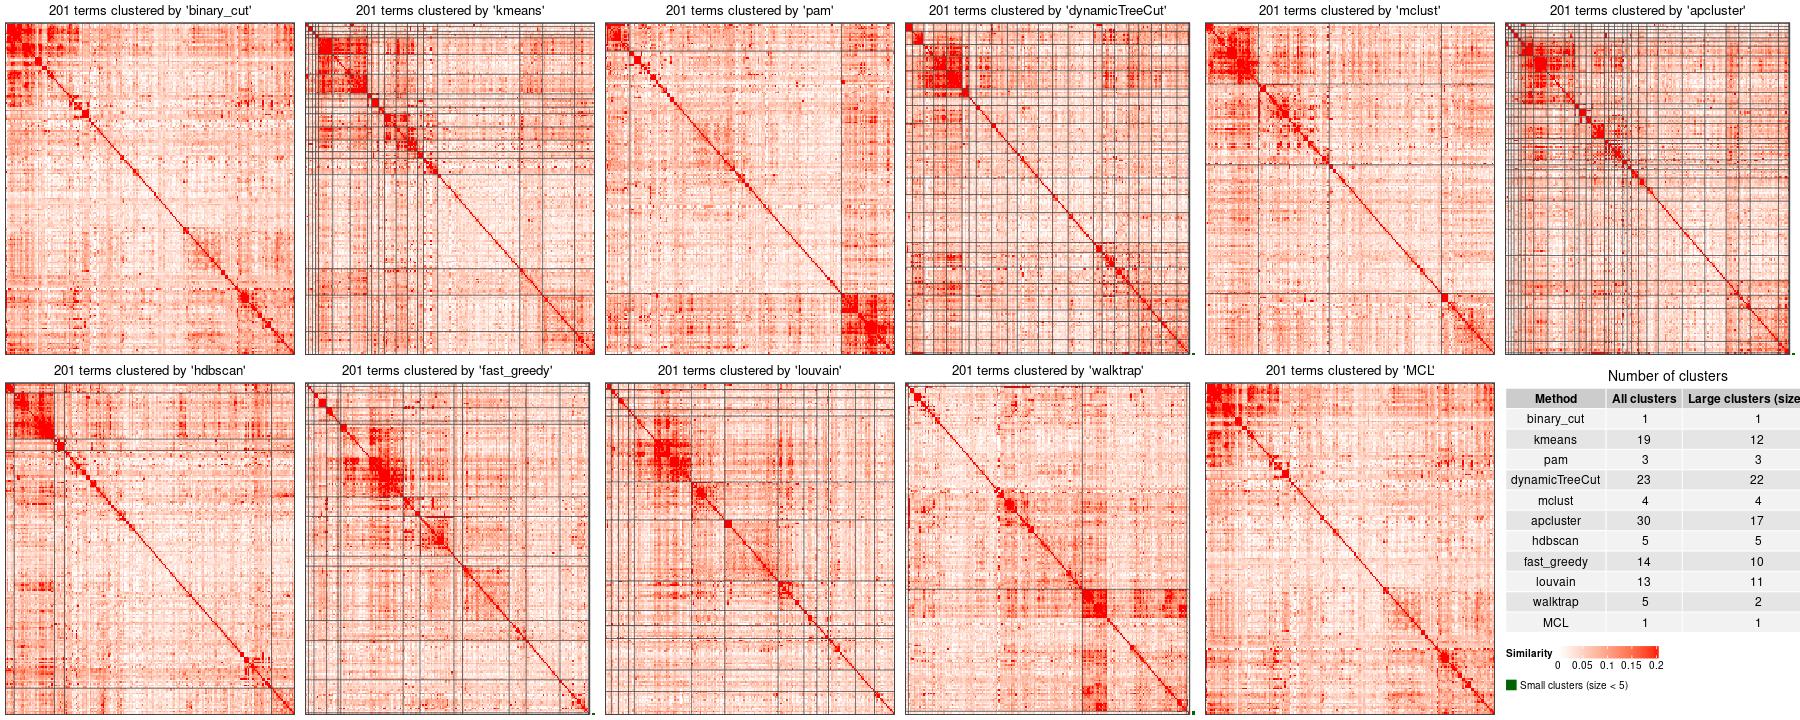 201 terms clustered by 'binary_cut'
201 terms clustered by 'kmeans'
201 terms clustered by 'pam'
201 terms clustered by 'dynamicTreeCut'
201 terms clustered by 'mclust'
201 terms clustered by 'apcluster'
201 terms clustered by 'hdbscan'
201 terms clustered by 'fast_greedy'
201 terms clustered by 'louvain'
201 terms clustered by 'walktrap'
201 terms clustered by 'MCL'
Number of clusters
Method All clusters Large clusters (size
binary_cut 1 1
kmeans 19 12
pam 3 3
dynamicTreeCut 23 22
mclust 4 4
apcluster 30 17
hdbscan 5 5
fast_greedy 14 10
louvain 13 11
walktrap 5 2
MCL 1 1
Similarity
0 0.05 0.1 0.15 0.2
Small clusters (size < 5)